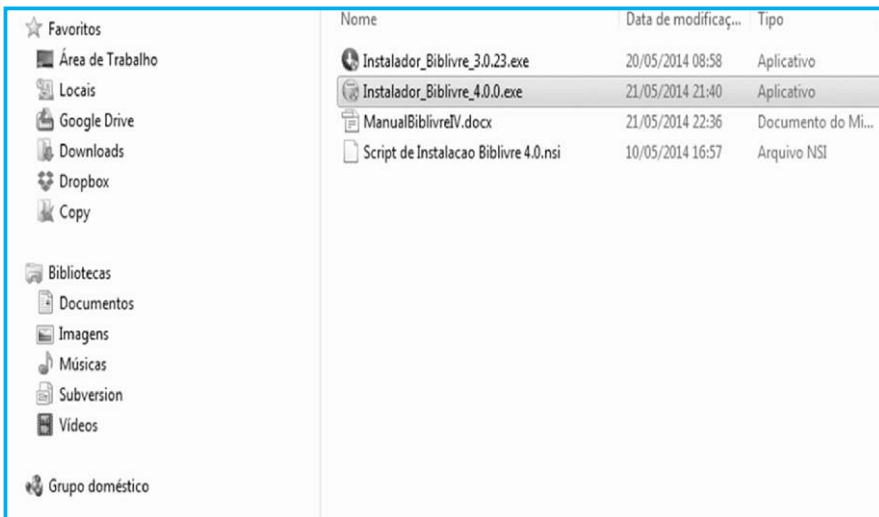 Favoritos
Área de Trabalho
Locais
Google Drive
Downloads
Dropbox
Copy
Bibliotecas
Documentos
Imagens
Músicas
Subversion
Vídeos
Grupo doméstico
Nome Data de modificaç... Tipo
Instalador_Biblivre_3.0.23.exe 20/05/2014 08:58 Aplicativo
Instalador_Biblivre_4.0.0.exe 21/05/2014 21:40 Aplicativo
ManualBiblivreIV.docx 21/05/2014 22:36 Documento do Mi...
Script de Instalacao Biblivre 4.0.nsi 10/05/2014 16:57 Arquivo NSI